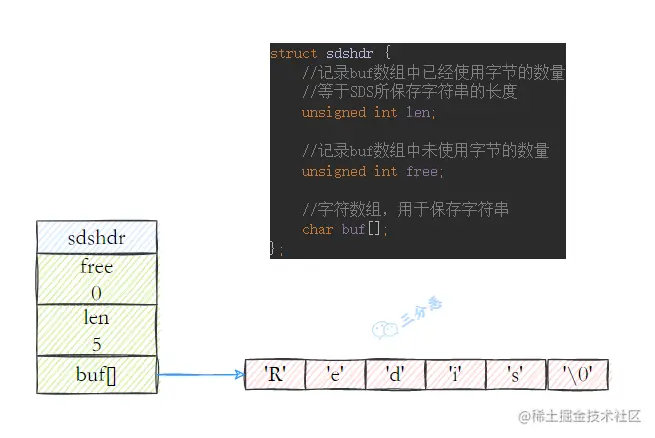 struct sdshdr {
//记录buf数组中已经使用字节的数量
//等于SDS所保存字符串的长度
unsigned int len;
//记录buf数组中未使用字节的数量
unsigned int free;
//字符数组，用于保存字符串
char buf[];
};
sdshdr
free
0
len
5
buf[]
三分恶
'R' 'e' 'd' 'i' 's' '\0'
@稀土掘金技术社区